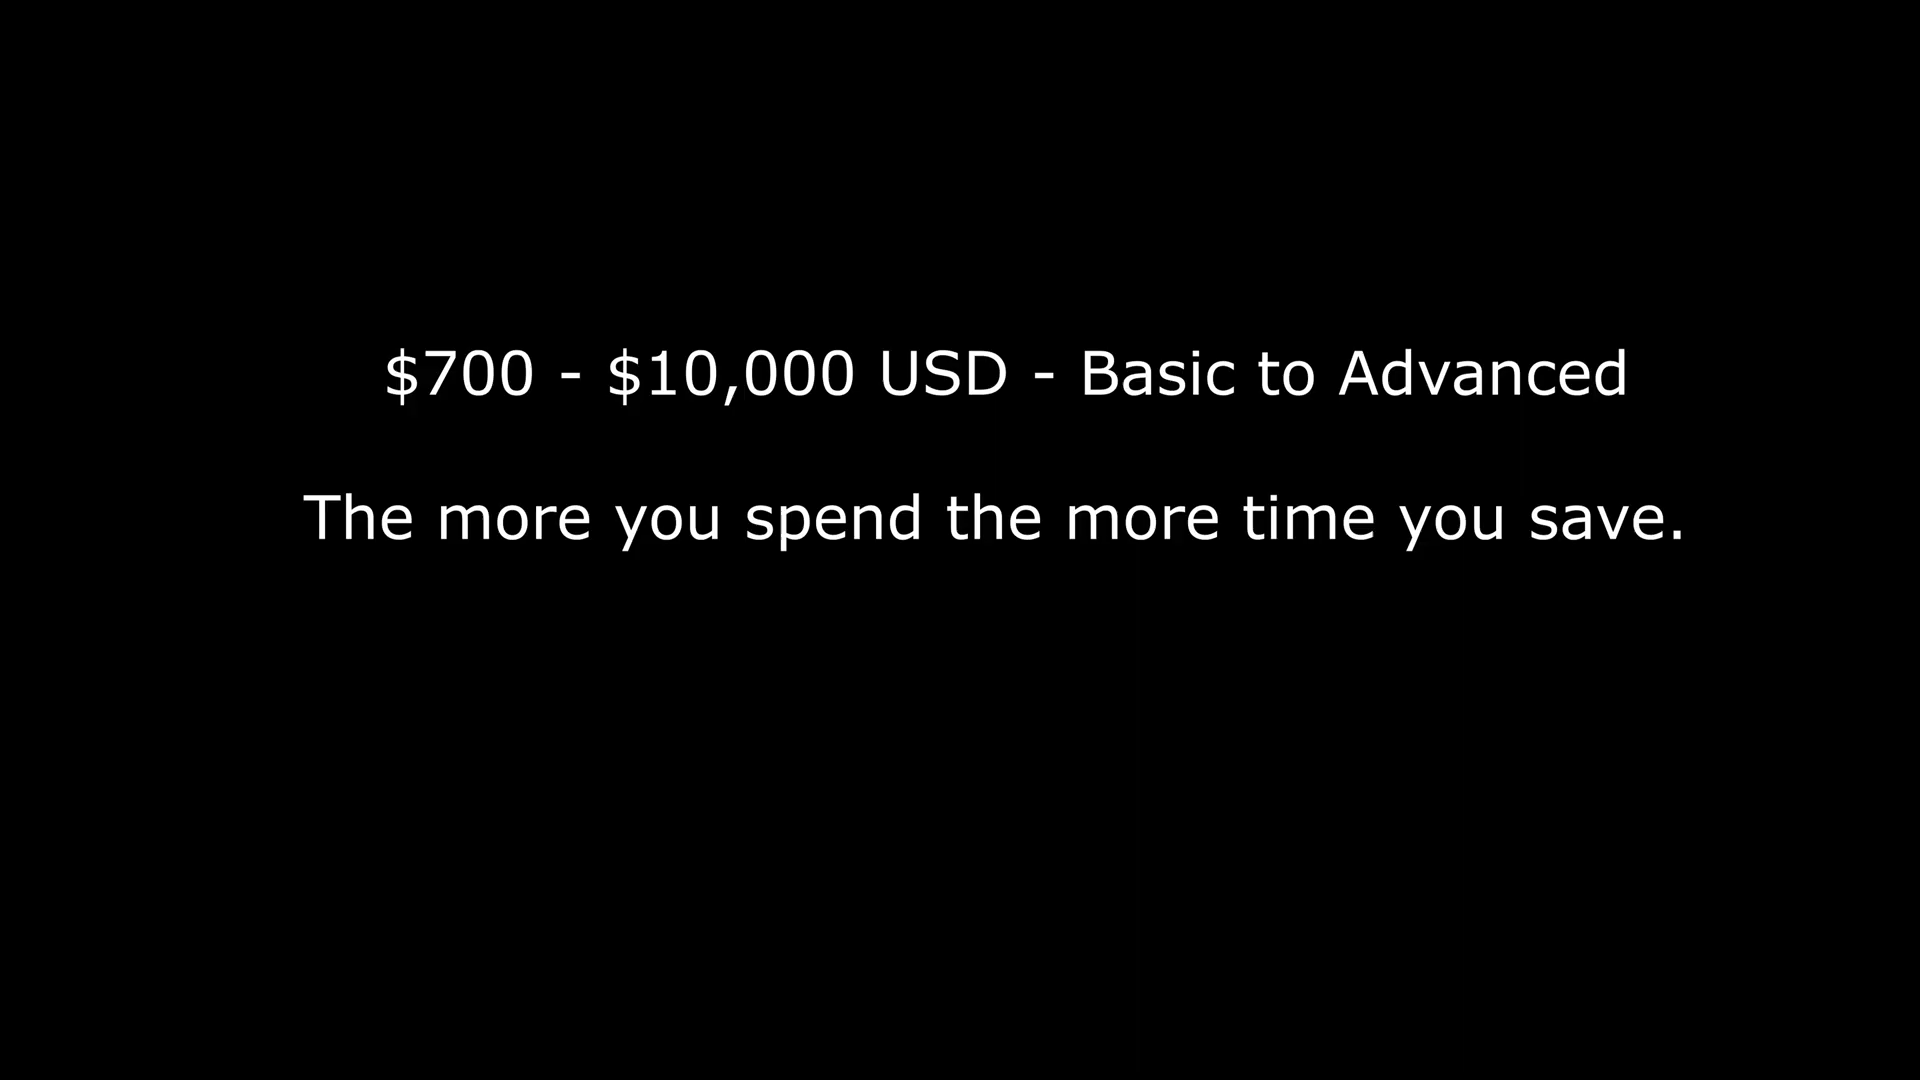 $700 - $10,000 USD - Basic to Advanced
The more you spend the more time you save.